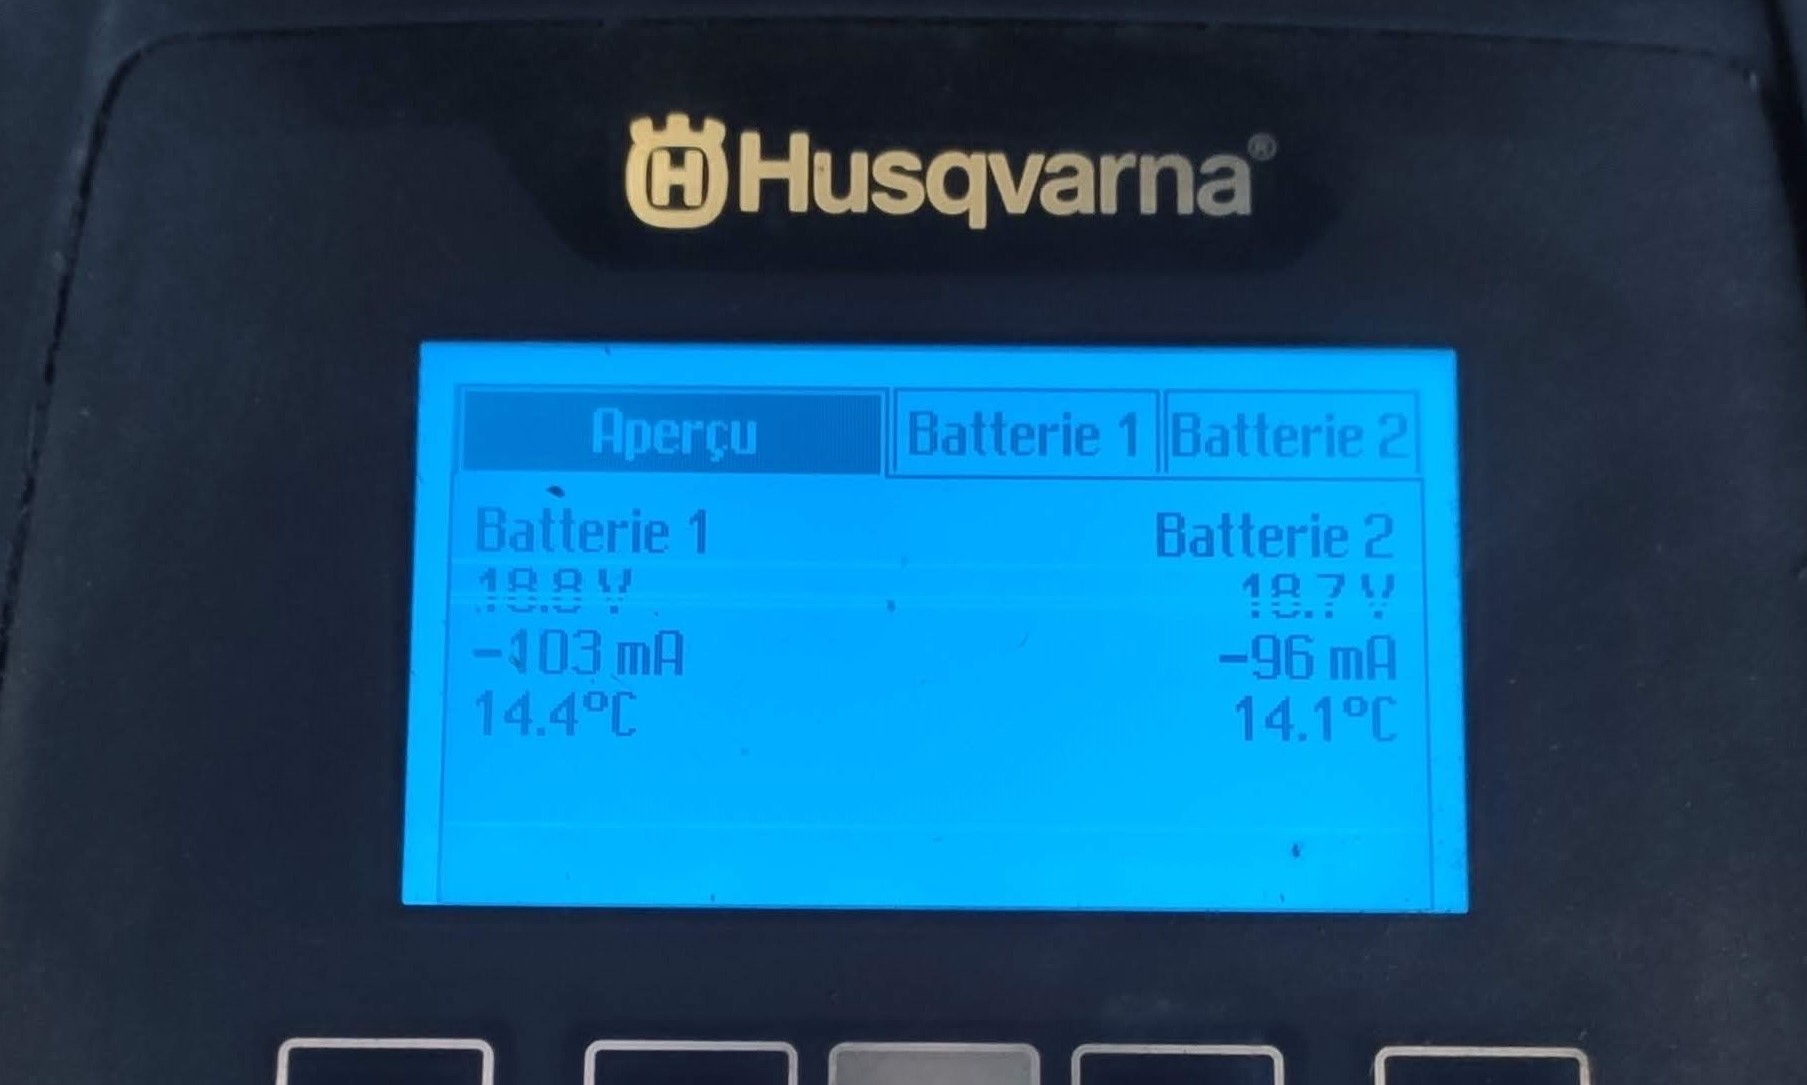 Husqvarna®
Aperçu Batterie 1 Batterie 2
Batterie 1 Batterie 2
18.8 V 18.7 V
-103 mA -96 mA
14.4°C 14.1°C